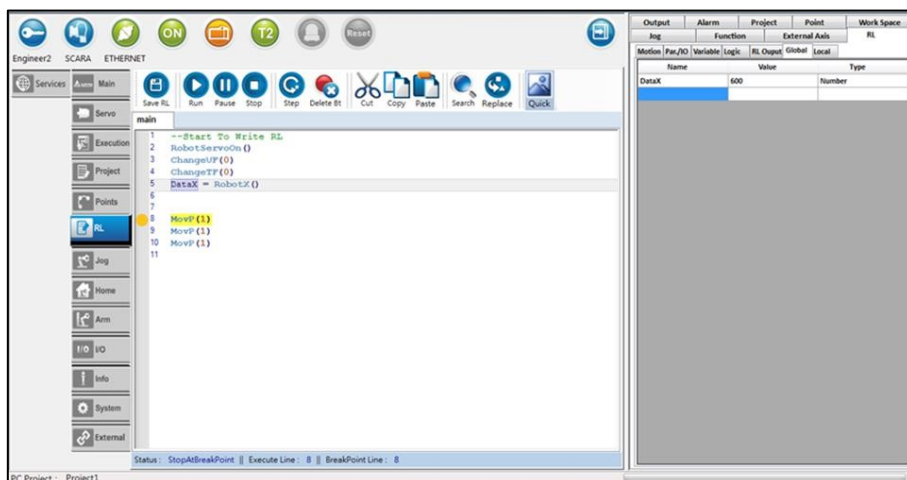 ON
T2
Reset
Engineer2 SCARA ETHERNET
Services
Alarm Main
Servo
Execution
Project
Points
RL
Jog
Home
Arm
I/O I/O
Info
System
External
Save RL Run Pause Stop Step Delete Bt Cut Copy Paste Search Replace Quick
main
1 --Start To Write RL
2 RobotServoOn()
3 ChangeUF(0)
4 ChangeTF(0)
5 DataX = RobotX()
6
7
8 MovP(1)
9 MovP(1)
10 MovP(1)
11
Status : StopAtBreakPoint || Execute Line : 8 || BreakPoint Line : 8
PC Project : Project1
Output Alarm Project Point Work Space
Jog Function External Axis RL
Motion Par./IO Variable Logic RL Ouput Global Local
Name Value Type
DataX 600 Number